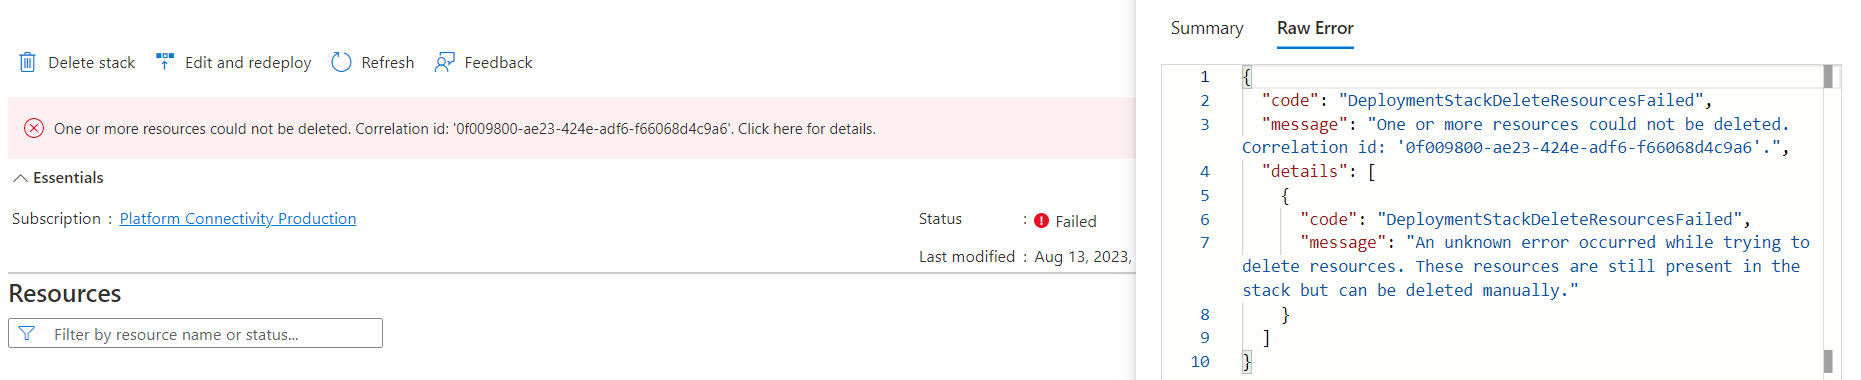 Delete stack Edit and redeploy Refresh Feedback
One or more resources could not be deleted. Correlation id: '0f009800-ae23-424e-adf6-f66068d4c9a6'. Click here for details.
Essentials
Subscription : Platform Connectivity Production
Status : Failed
Last modified : Aug 13, 2023,
Resources
Filter by resource name or status...
Summary Raw Error
1 {
2 "code": "DeploymentStackDeleteResourcesFailed",
3 "message": "One or more resources could not be deleted.
Correlation id: '0f009800-ae23-424e-adf6-f66068d4c9a6'.",
4 "details": [
5 {
6 "code": "DeploymentStackDeleteResourcesFailed",
7 "message": "An unknown error occurred while trying to
delete resources. These resources are still present in the
stack but can be deleted manually."
8 }
9 ]
10 }